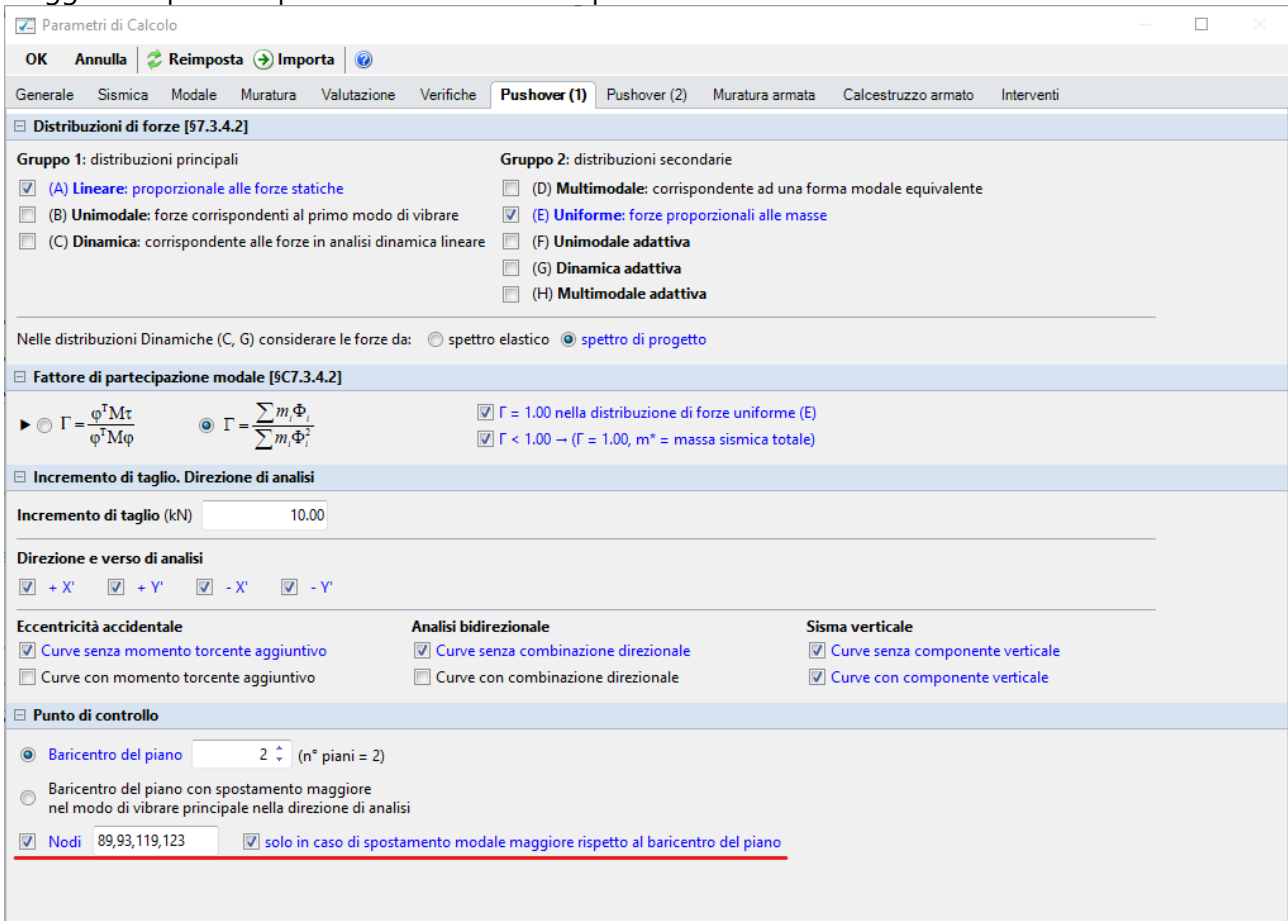 Parametri di Calcolo
OK Annulla Reimposta Importa
Generale Sismica Modale Muratura Valutazione Verifiche Pushover (1) Pushover (2) Muratura armata Calcestruzzo armato Interventi
Distribuzioni di forze [§7.3.4.2]
Gruppo 1: distribuzioni principali
(A) Lineare: proporzionale alle forze statiche
(B) Unimodale: forze corrispondenti al primo modo di vibrare
(C) Dinamica: corrispondente alle forze in analisi dinamica lineare
Gruppo 2: distribuzioni secondarie
(D) Multimodale: corrispondente ad una forma modale equivalente
(E) Uniforme: forze proporzionali alle masse
(F) Unimodale adattiva
(G) Dinamica adattiva
(H) Multimodale adattiva
Nelle distribuzioni Dinamiche (C, G) considerare le forze da: spettro elastico spettro di progetto
Fattore di partecipazione modale [§C7.3.4.2]
Γ = φᵀMτ / φᵀMφ
Γ = ∑ mᵢΦᵢ / ∑ mᵢΦᵢ²
Γ = 1.00 nella distribuzione di forze uniforme (E)
Γ < 1.00 → (Γ = 1.00, m* = massa sismica totale)
Incremento di taglio. Direzione di analisi
Incremento di taglio (kN) 10.00
Direzione e verso di analisi
+ X' + Y' - X' - Y'
Eccentricità accidentale
Curve senza momento torcente aggiuntivo
Curve con momento torcente aggiuntivo
Analisi bidirezionale
Curve senza combinazione direzionale
Curve con combinazione direzionale
Sisma verticale
Curve senza componente verticale
Curve con componente verticale
Punto di controllo
Baricentro del piano 2 (n° piani = 2)
Baricentro del piano con spostamento maggiore
nel modo di vibrare principale nella direzione di analisi
Nodi 89,93,119,123 solo in caso di spostamento modale maggiore rispetto al baricentro del piano